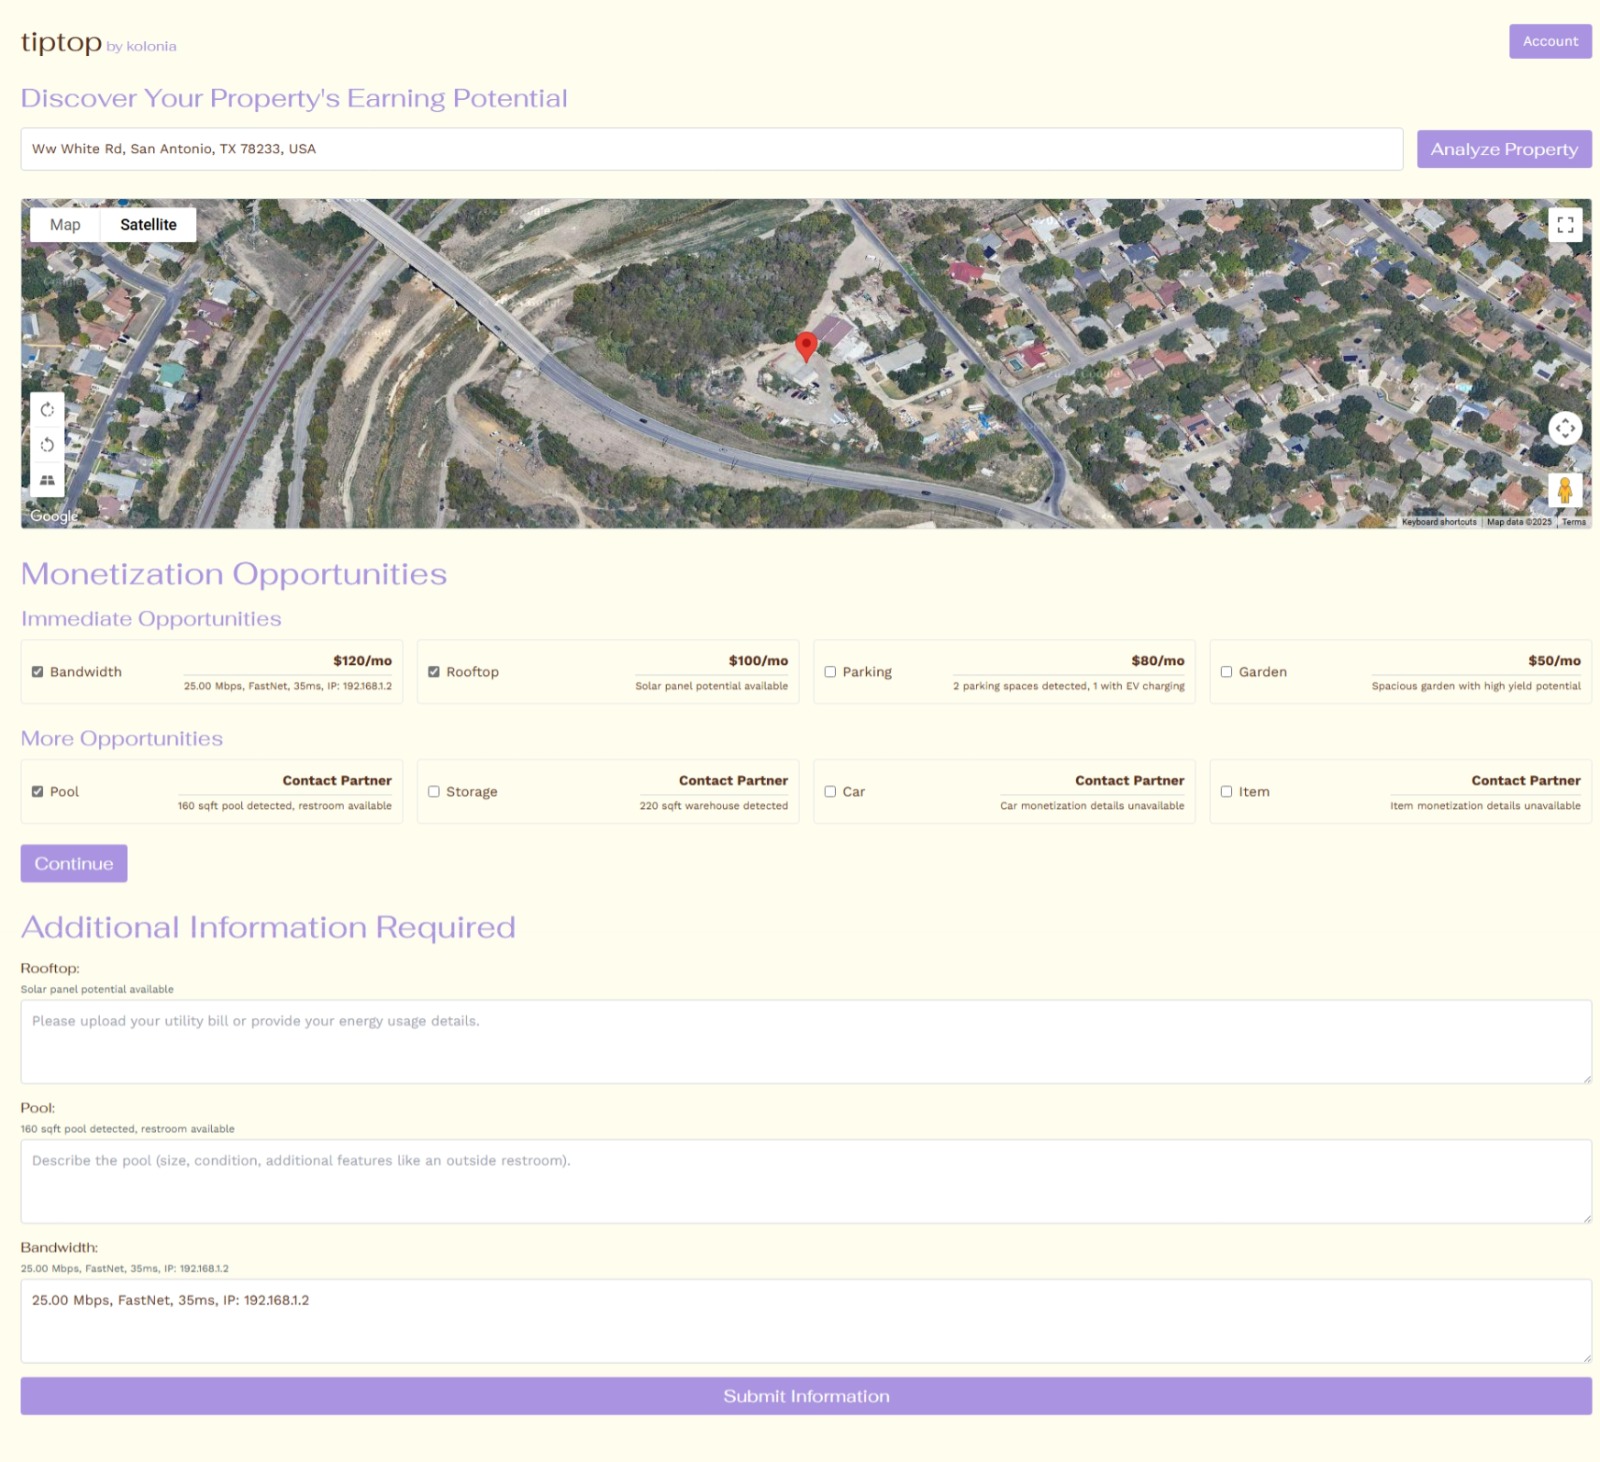 tiptop by kolonia
Account
Discover Your Property's Earning Potential
Ww White Rd, San Antonio, TX 78233, USA
Analyze Property
Map
Satellite
Google
Keyboard shortcuts
Map data ©2025
Terms
Monetization Opportunities
Immediate Opportunities
Bandwidth
$120/mo
25.00 Mbps, FastNet, 35ms, IP: 192.168.1.2
Rooftop
$100/mo
Solar panel potential available
Parking
$80/mo
2 parking spaces detected, 1 with EV charging
Garden
$50/mo
Spacious garden with high yield potential
More Opportunities
Pool
Contact Partner
160 sqft pool detected, restroom available
Storage
Contact Partner
220 sqft warehouse detected
Car
Contact Partner
Car monetization details unavailable
Item
Contact Partner
Item monetization details unavailable
Continue
Additional Information Required
Rooftop:
Solar panel potential available
Please upload your utility bill or provide your energy usage details.
Pool:
160 sqft pool detected, restroom available
Describe the pool (size, condition, additional features like an outside restroom).
Bandwidth:
25.00 Mbps, FastNet, 35ms, IP: 192.168.1.2
25.00 Mbps, FastNet, 35ms, IP: 192.168.1.2
Submit Information